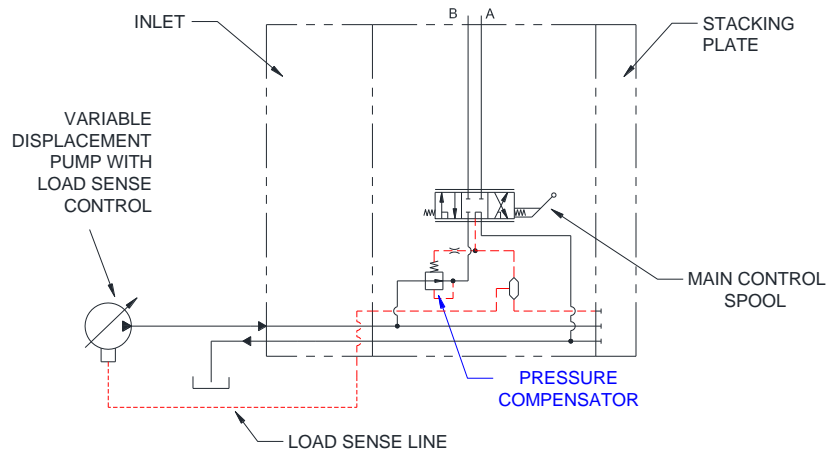 B A
INLET
STACKING
PLATE
VARIABLE
DISPLACEMENT
PUMP WITH
LOAD SENSE
CONTROL
MAIN CONTROL
SPOOL
PRESSURE
COMPENSATOR
LOAD SENSE LINE